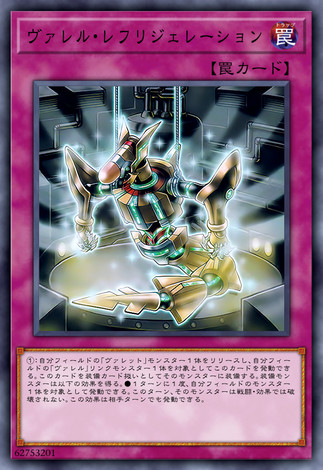 ヴァレル・レフリジェレーション
トラップ
罠
【罠カード】
①：自分フィールドの「ヴァレット」モンスター１体をリリースし、自分フィー
ルドの「ヴァレル」リンクモンスター１体を対象としてこのカードを発動でき
る。このカードを装備カード扱いとしてそのモンスターに装備する。装備モン
スターは以下の効果を得る。●１ターンに１度、自分フィールドのモンスター
１体を対象として発動できる。このターン、そのモンスターは戦闘・効果では破
壊されない。この効果は相手ターンでも発動できる。
62753201